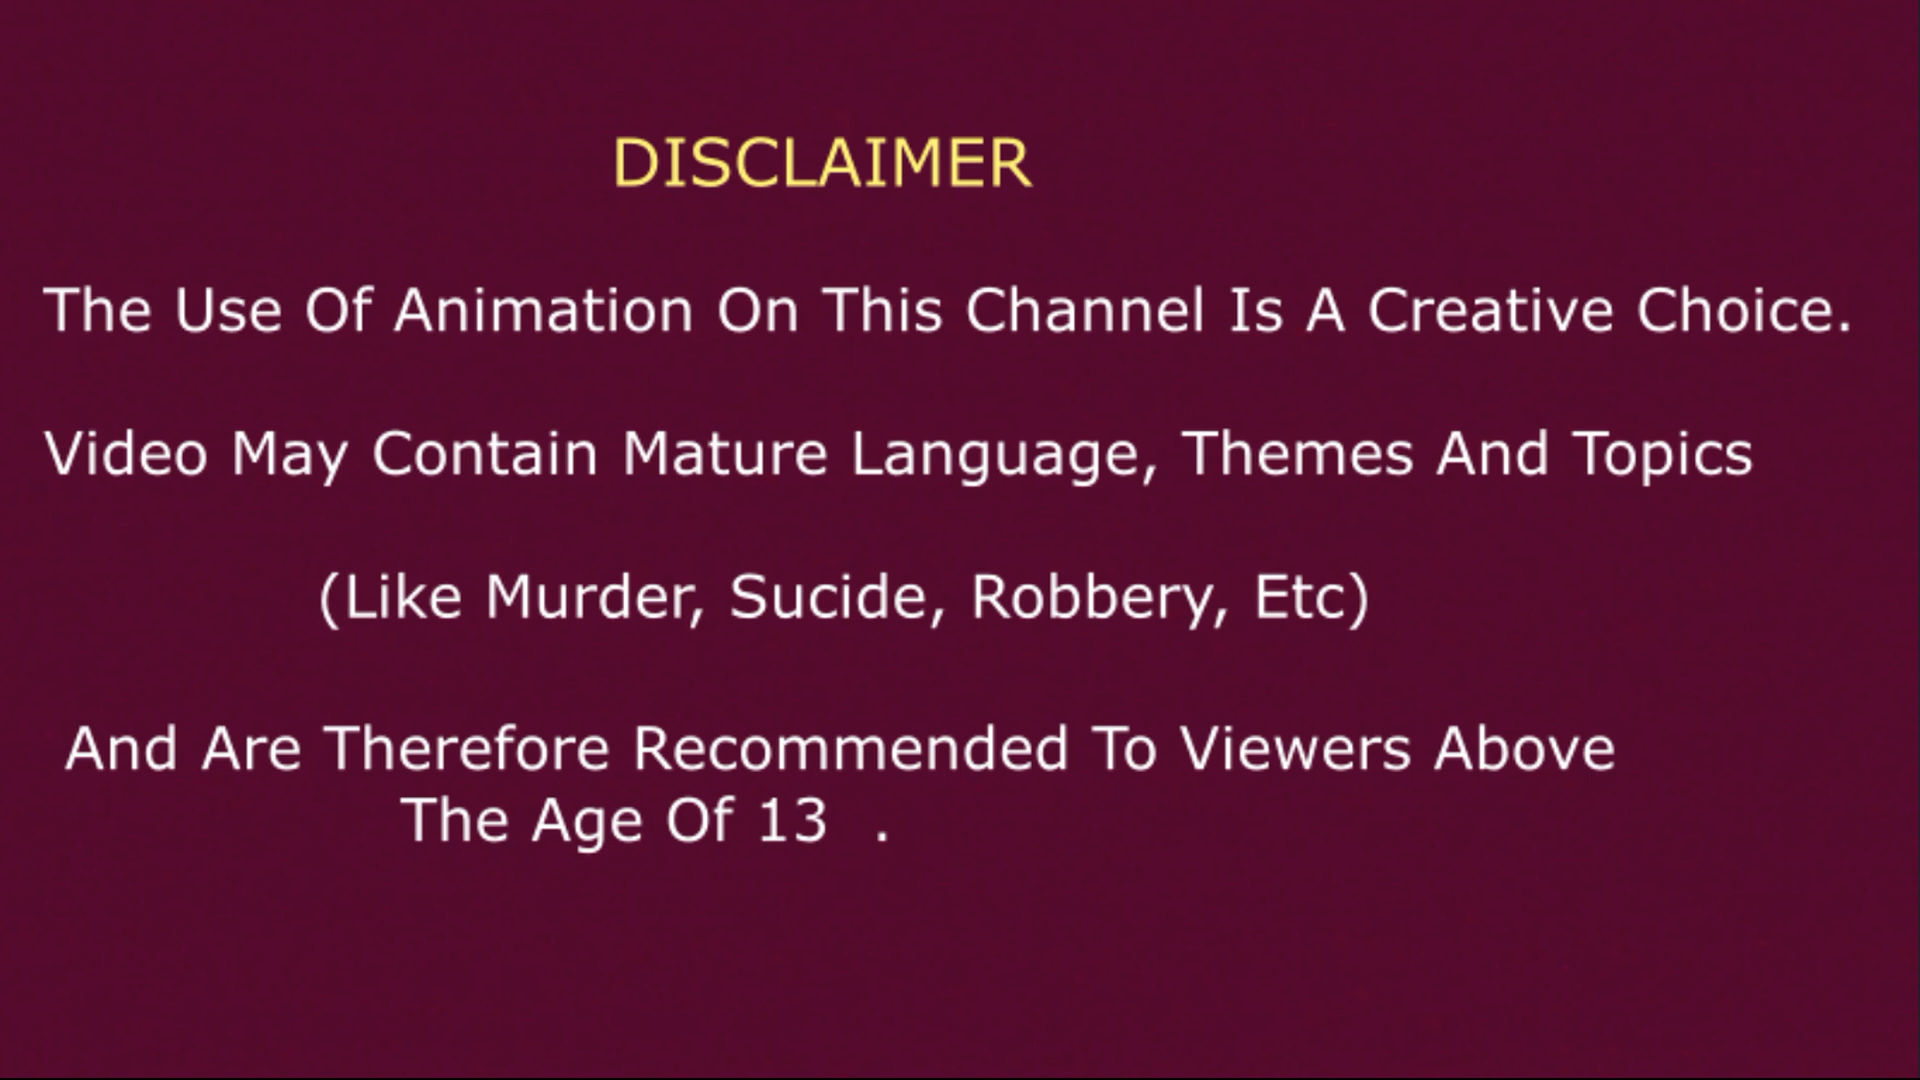 DISCLAIMER
The Use Of Animation On This Channel Is A Creative Choice.
Video May Contain Mature Language, Themes And Topics
(Like Murder, Sucide, Robbery, Etc)
And Are Therefore Recommended To Viewers Above
The Age Of 13  .